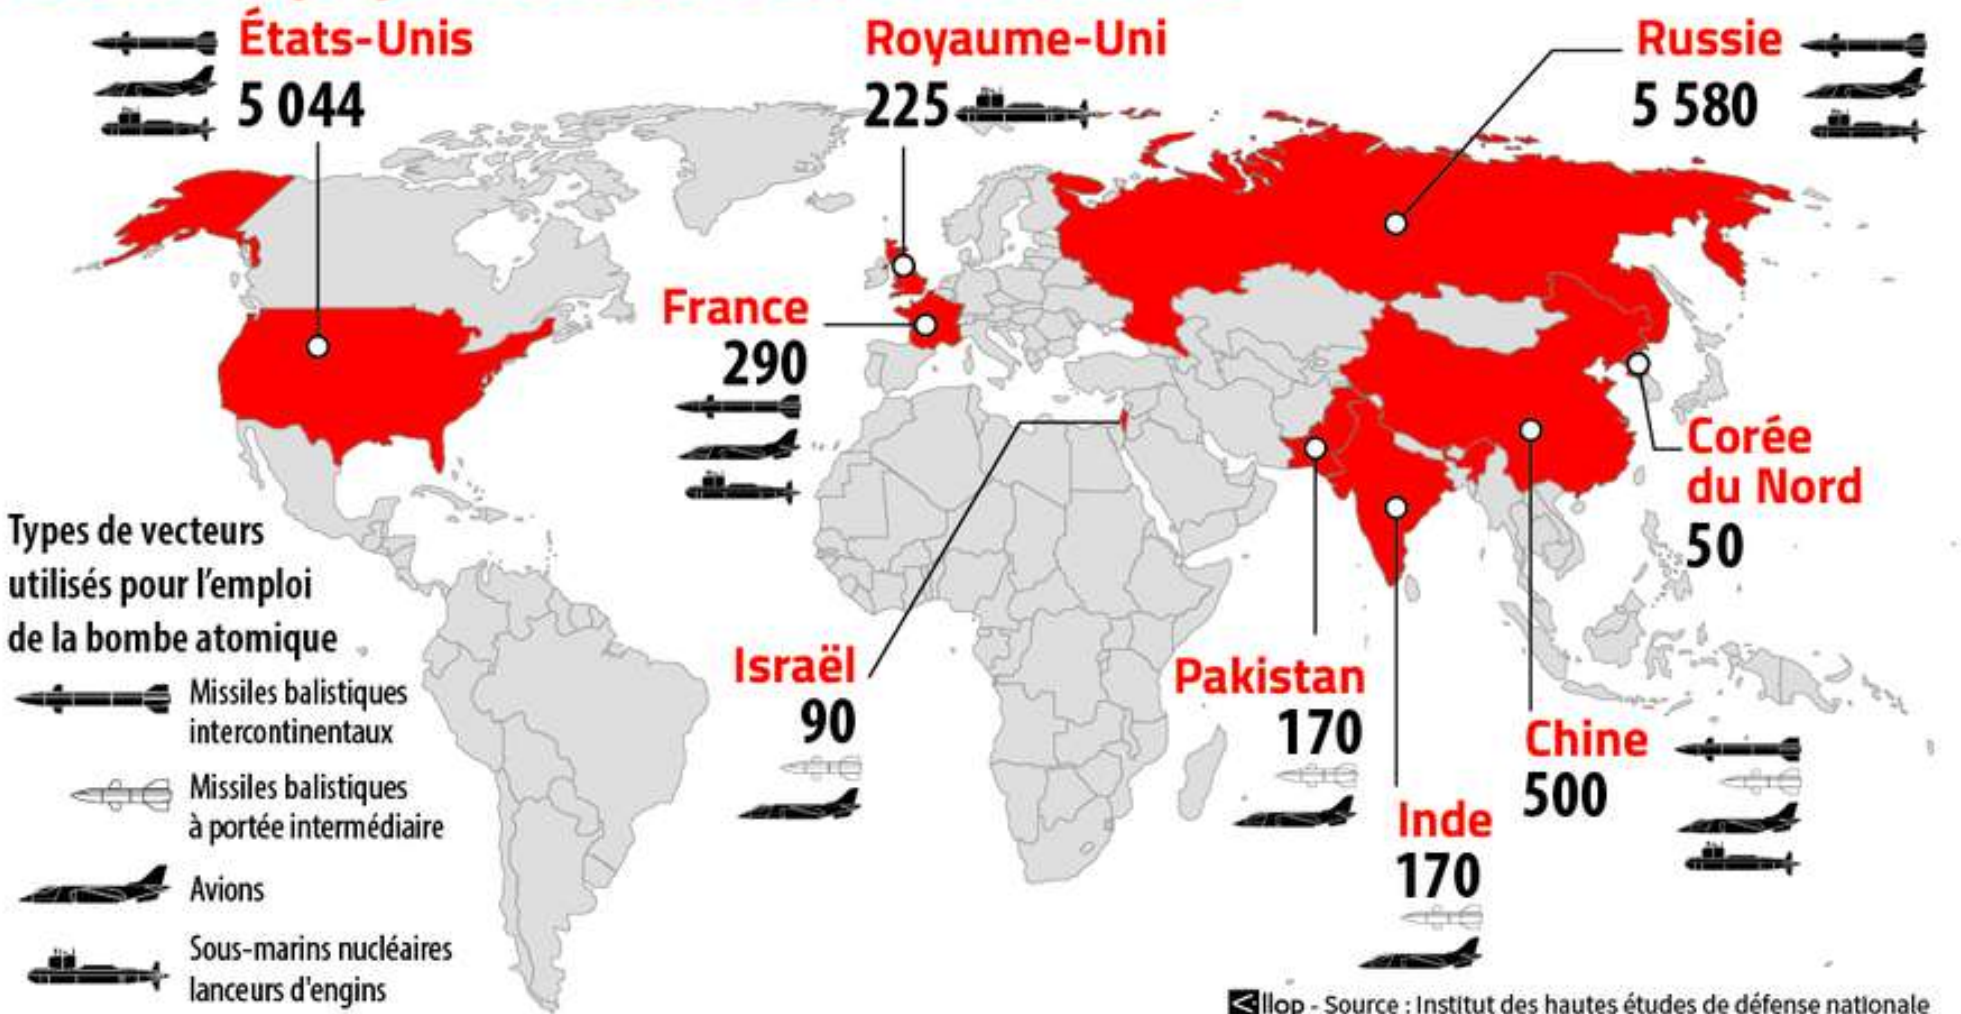 États-Unis
5 044
Royaume-Uni
225
Russie
5 580
France
290
Corée
du Nord
50
Types de vecteurs
utilisés pour l'emploi
de la bombe atomique
Missiles balistiques
intercontinentaux
Missiles balistiques
à portée intermédiaire
Avions
Sous-marins nucléaires
lanceurs d'engins
Israël
90
Pakistan
170
Inde
170
Chine
500
llop - Source : Institut des hautes études de défense nationale